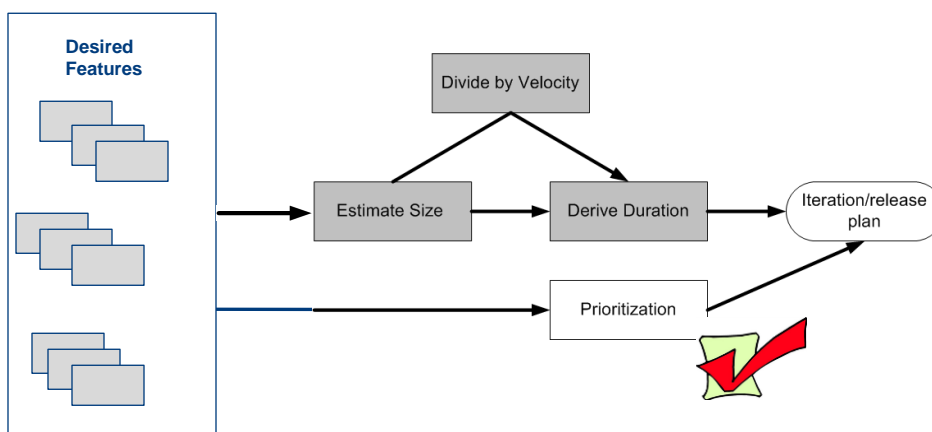 Desired
Features
Divide by Velocity
Estimate Size
Derive Duration
Iteration/release
plan
Prioritization